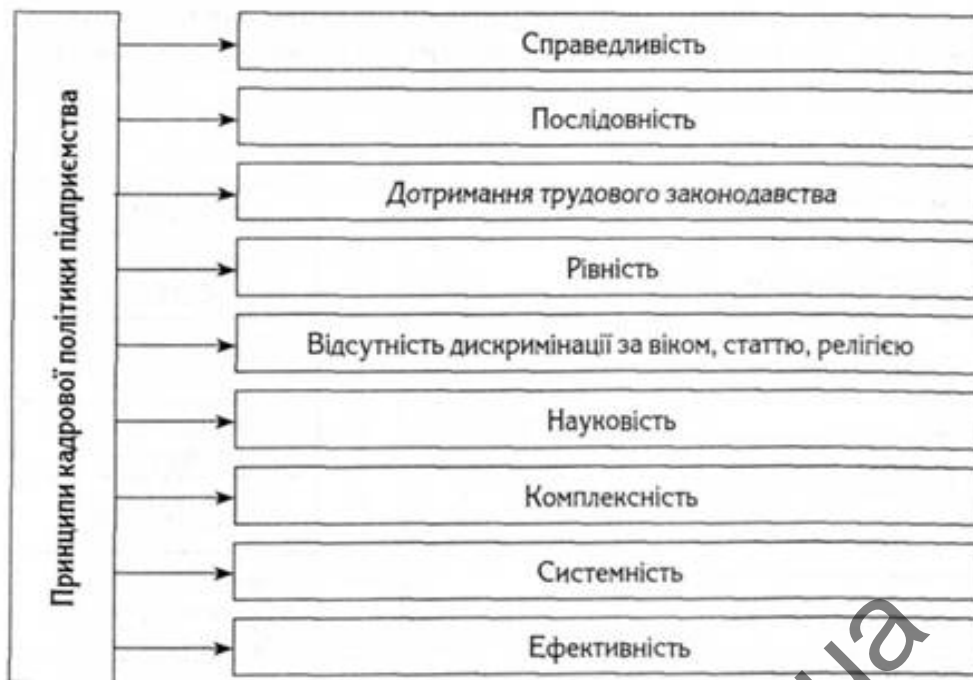 Принципи кадрової політики підприємства
Справедливість
Послідовність
Дотримання трудового законодавства
Рівність
Відсутність дискримінації за віком, статтю, релігією
Науковість
Комплексність
Системність
Ефективність
ua